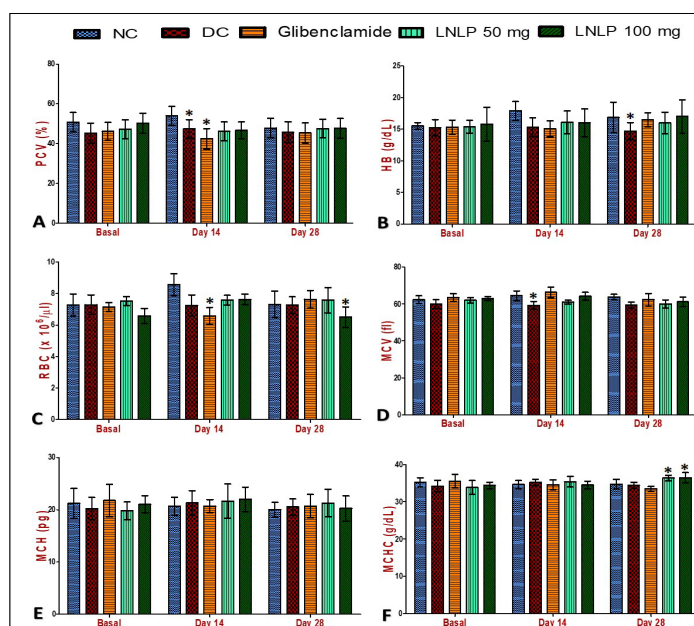 NC DC Glibenclamide LNLP 50 mg LNLP 100 mg
80
60
40
20
0
PCV (%)
* *
A
Basal Day 14 Day 28
25
20
15
10
5
0
HB (g/dL)
*
B
Basal Day 14 Day 28
10
8
6
4
2
0
RBC (x 10⁶/µl)
* *
C
Basal Day 14 Day 28
80
60
40
20
0
MCV (fl)
*
D
Basal Day 14 Day 28
30
20
10
0
MCH (pg)
E
Basal Day 14 Day 28
40
30
20
10
0
MCHC (g/dL)
* *
F
Basal Day 14 Day 28